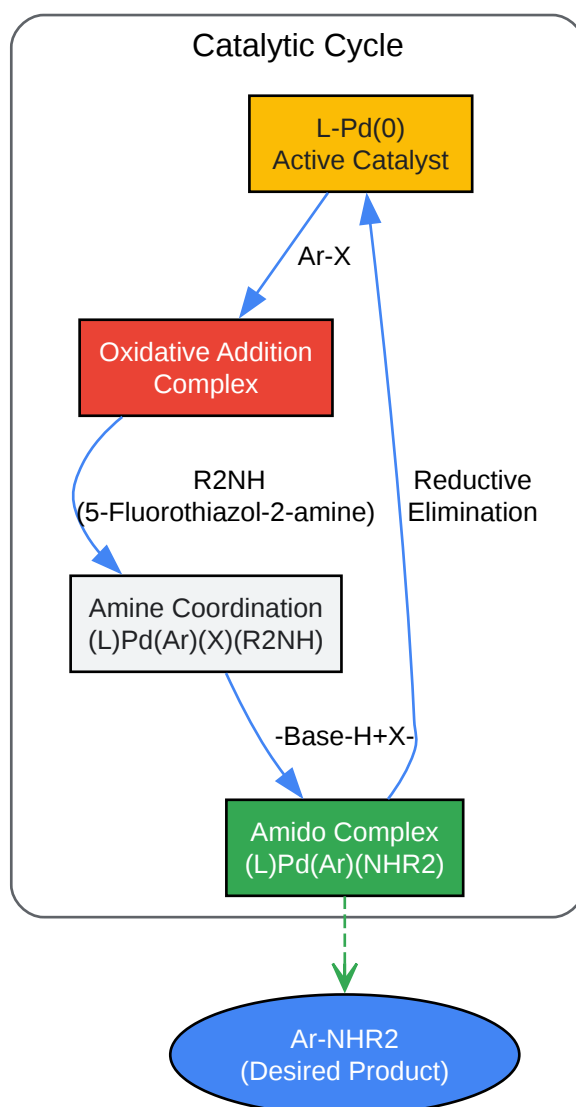 Catalytic Cycle
L-Pd(0)
Active Catalyst
Ar-X
Oxidative Addition
Complex
R2NH
(5-Fluorothiazol-2-amine)
Reductive
Elimination
Amine Coordination
(L)Pd(Ar)(X)(R2NH)
-Base-H+X-
Amido Complex
(L)Pd(Ar)(NHR2)
Ar-NHR2
(Desired Product)